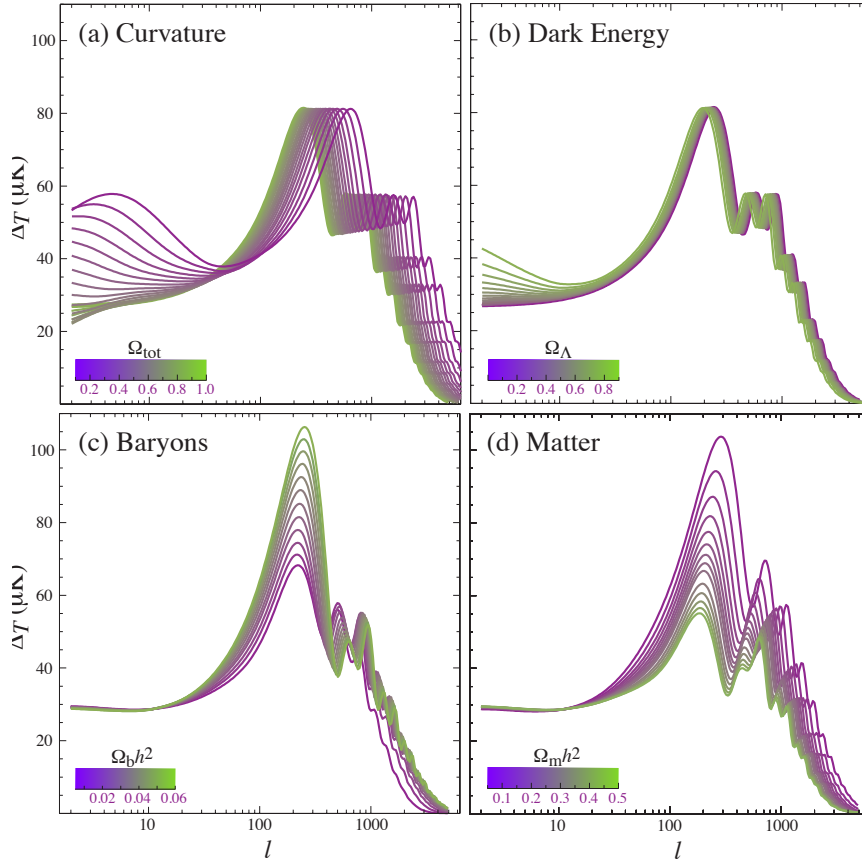 (a) Curvature
(b) Dark Energy
100
80
60
40
20
ΔT (μK)
Ωtot
0.2 0.4 0.6 0.8 1.0
ΩΛ
0.2 0.4 0.6 0.8
(c) Baryons
(d) Matter
100
80
60
40
20
ΔT (μK)
Ωbh2
0.02 0.04 0.06
Ωmh2
0.1 0.2 0.3 0.4 0.5
10 100 1000
10 100 1000
l
l